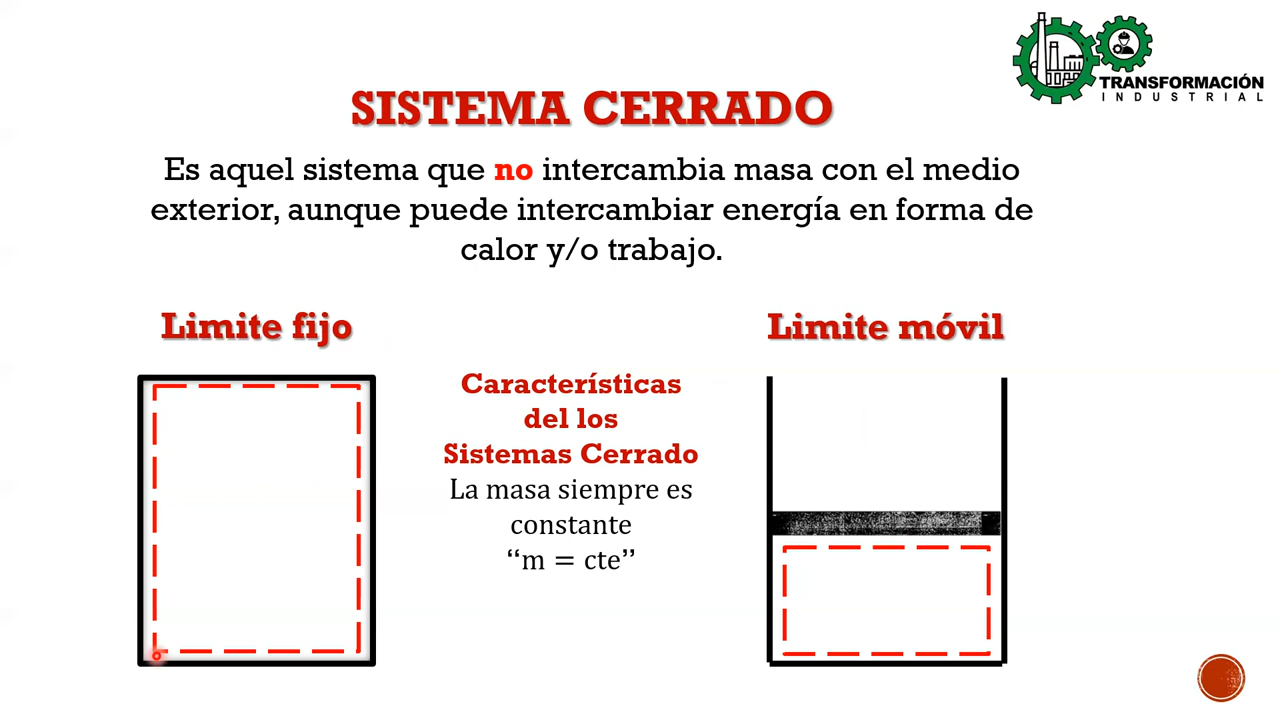 TRANSFORMACIÓN
INDUSTRIAL
SISTEMA CERRADO
Es aquel sistema que no intercambia masa con el medio
exterior, aunque puede intercambiar energía en forma de
calor y/o trabajo.
Limite fijo
Características
del los
Sistemas Cerrado
La masa siempre es
constante
“m = cte”
Limite móvil